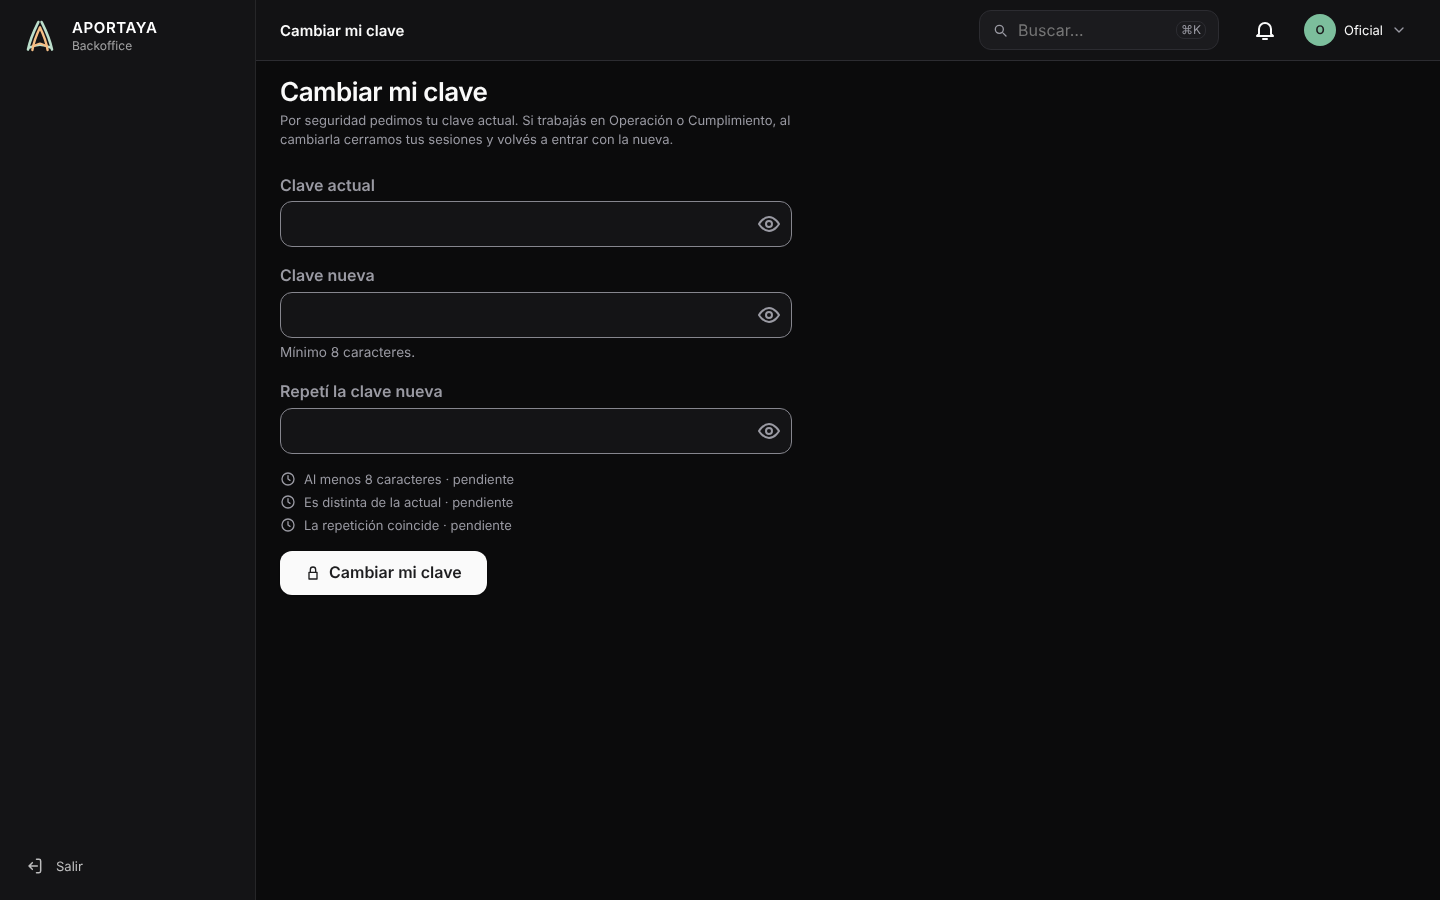 APORTAYA
Backoffice
Cambiar mi clave
Buscar...
⌘K
O
Oficial
Cambiar mi clave
Por seguridad pedimos tu clave actual. Si trabajás en Operación o Cumplimiento, al
cambiarla cerramos tus sesiones y volvés a entrar con la nueva.
Clave actual
Clave nueva
Mínimo 8 caracteres.
Repetí la clave nueva
Al menos 8 caracteres · pendiente
Es distinta de la actual · pendiente
La repetición coincide · pendiente
Cambiar mi clave
Salir